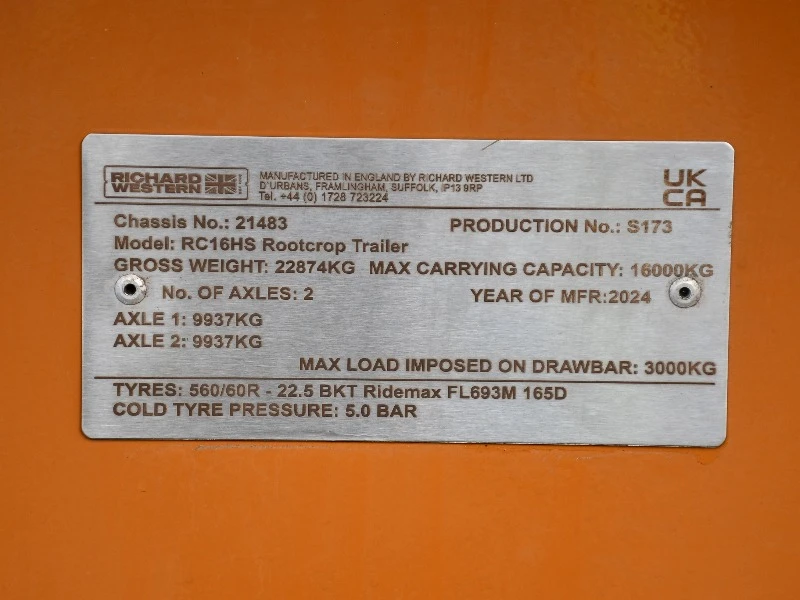 RICHARD WESTERN
MANUFACTURED IN ENGLAND BY RICHARD WESTERN LTD
D'URBANS, FRAMLINGHAM, SUFFOLK, IP13 9RP
Tel. +44 (0) 1728 723224
UK CA
Chassis No.: 21483 PRODUCTION No.: S173
Model: RC16HS Rootcrop Trailer
GROSS WEIGHT: 22874KG MAX CARRYING CAPACITY: 16000KG
No. OF AXLES: 2 YEAR OF MFR:2024
AXLE 1: 9937KG
AXLE 2: 9937KG
MAX LOAD IMPOSED ON DRAWBAR: 3000KG
TYRES: 560/60R - 22.5 BKT Ridemax FL693M 165D
COLD TYRE PRESSURE: 5.0 BAR